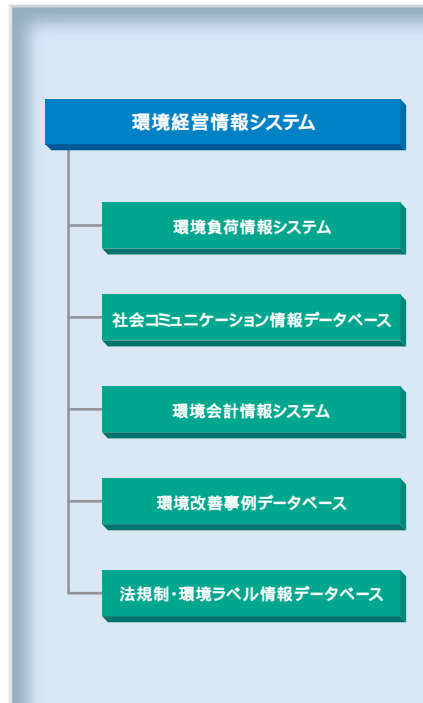 環境経営情報システム
環境負荷情報システム
社会コミュニケーション情報データベース
環境会計情報システム
環境改善事例データベース
法規制・環境ラベル情報データベース